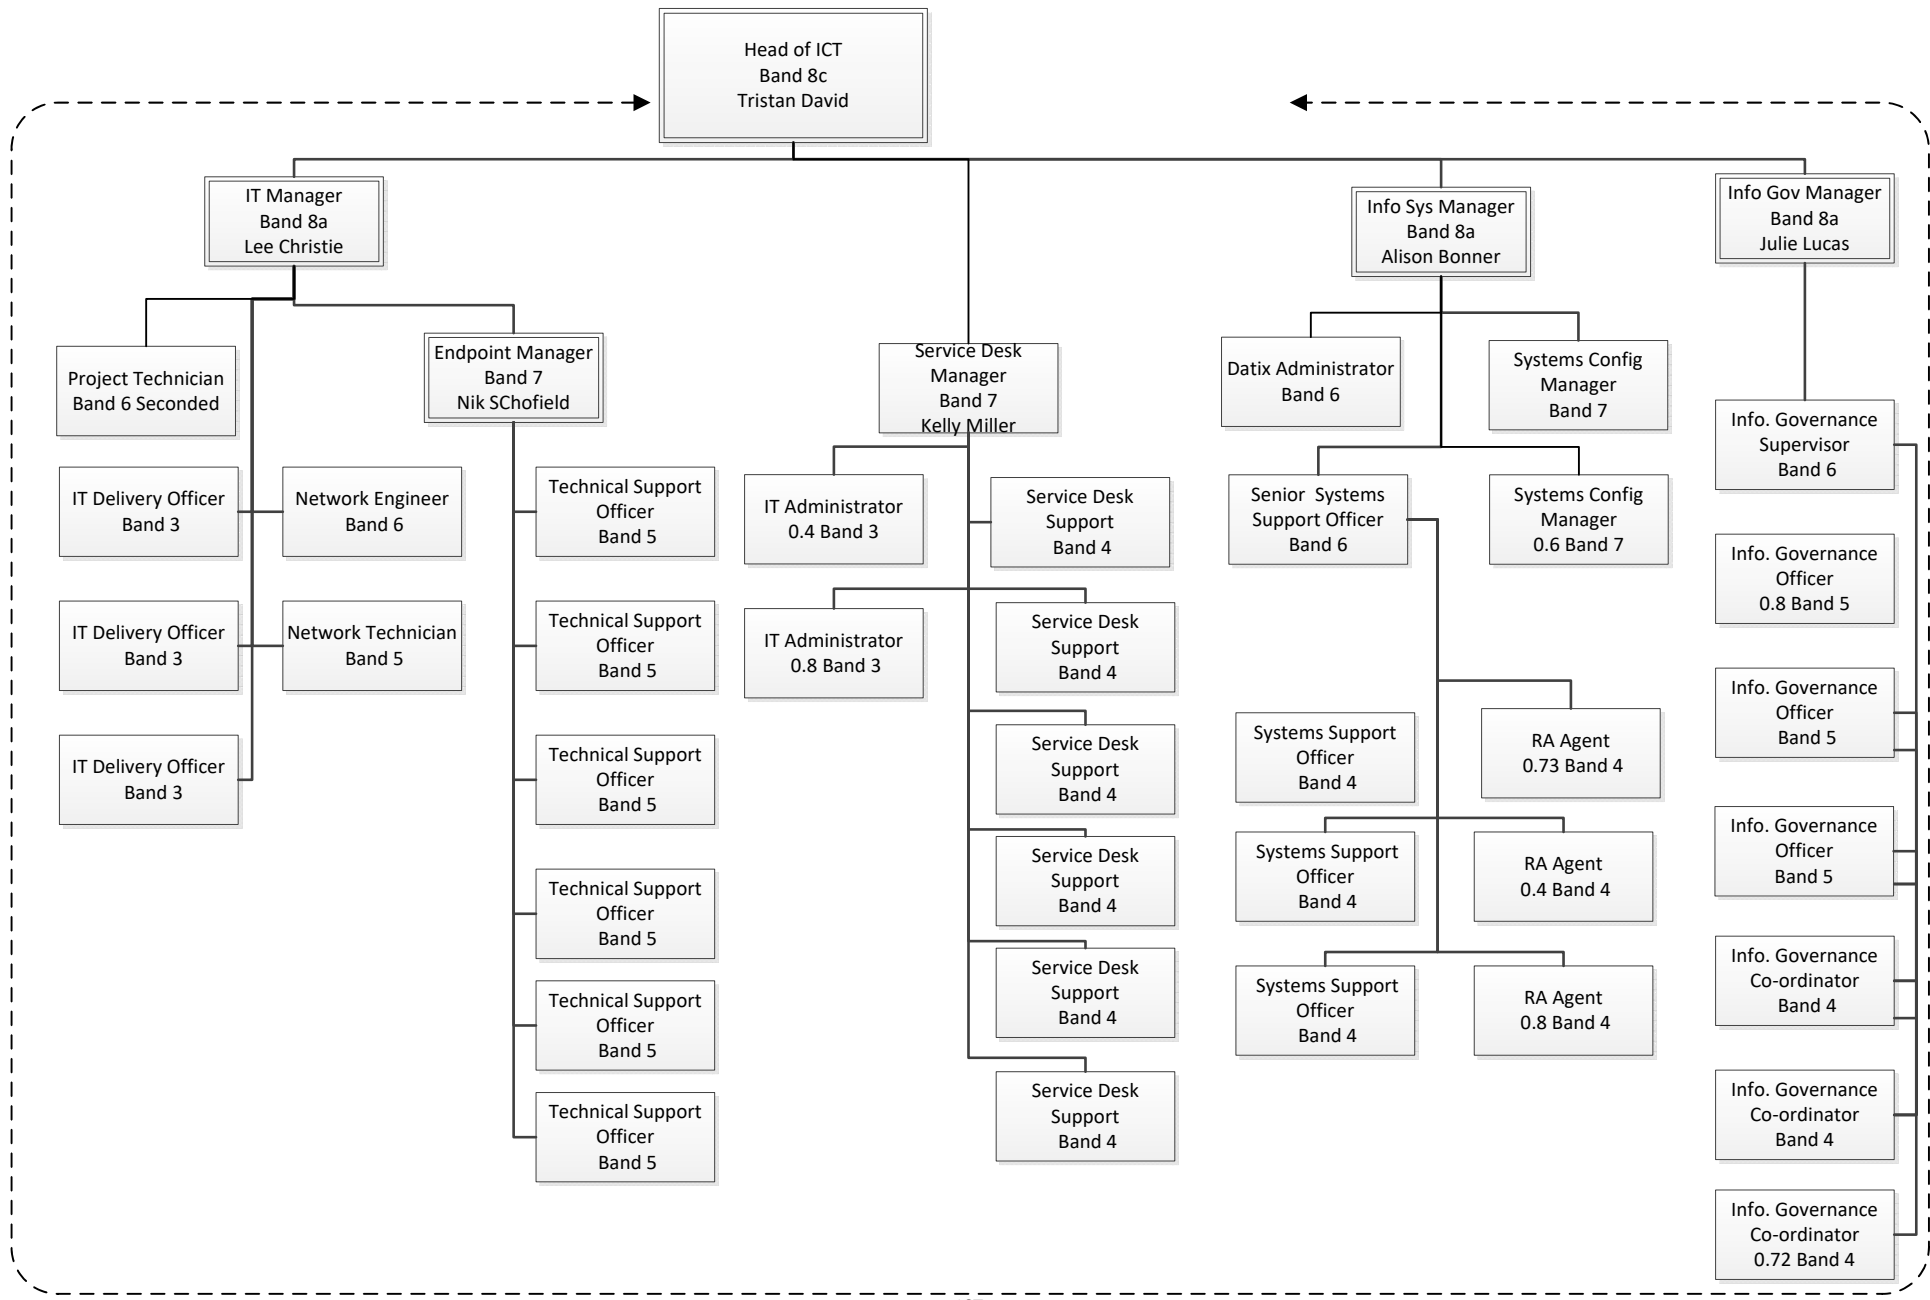 Head of ICT
Band 8c
Tristan David
IT Manager
Band 8a
Lee Christie
Info Sys Manager
Band 8a
Alison Bonner
Info Gov Manager
Band 8a
Julie Lucas
Project Technician
Band 6 Seconded
Endpoint Manager
Band 7
Nik SChofield
Service Desk
Manager
Band 7
Kelly Miller
Datix Administrator
Band 6
Systems Config
Manager
Band 7
Info. Governance
Supervisor
Band 6
IT Delivery Officer
Band 3
Network Engineer
Band 6
Technical Support
Officer
Band 5
IT Administrator
0.4 Band 3
Service Desk
Support
Band 4
Senior  Systems
Support Officer
Band 6
Systems Config
Manager
0.6 Band 7
Info. Governance
Officer
0.8 Band 5
IT Delivery Officer
Band 3
Network Technician
Band 5
Technical Support
Officer
Band 5
IT Administrator
0.8 Band 3
Service Desk
Support
Band 4
Info. Governance
Officer
Band 5
IT Delivery Officer
Band 3
Technical Support
Officer
Band 5
Service Desk
Support
Band 4
Systems Support
Officer
Band 4
RA Agent
0.73 Band 4
Info. Governance
Officer
Band 5
Technical Support
Officer
Band 5
Service Desk
Support
Band 4
Systems Support
Officer
Band 4
RA Agent
0.4 Band 4
Info. Governance
Co-ordinator
Band 4
Technical Support
Officer
Band 5
Service Desk
Support
Band 4
Systems Support
Officer
Band 4
RA Agent
0.8 Band 4
Info. Governance
Co-ordinator
Band 4
Technical Support
Officer
Band 5
Service Desk
Support
Band 4
Info. Governance
Co-ordinator
0.72 Band 4